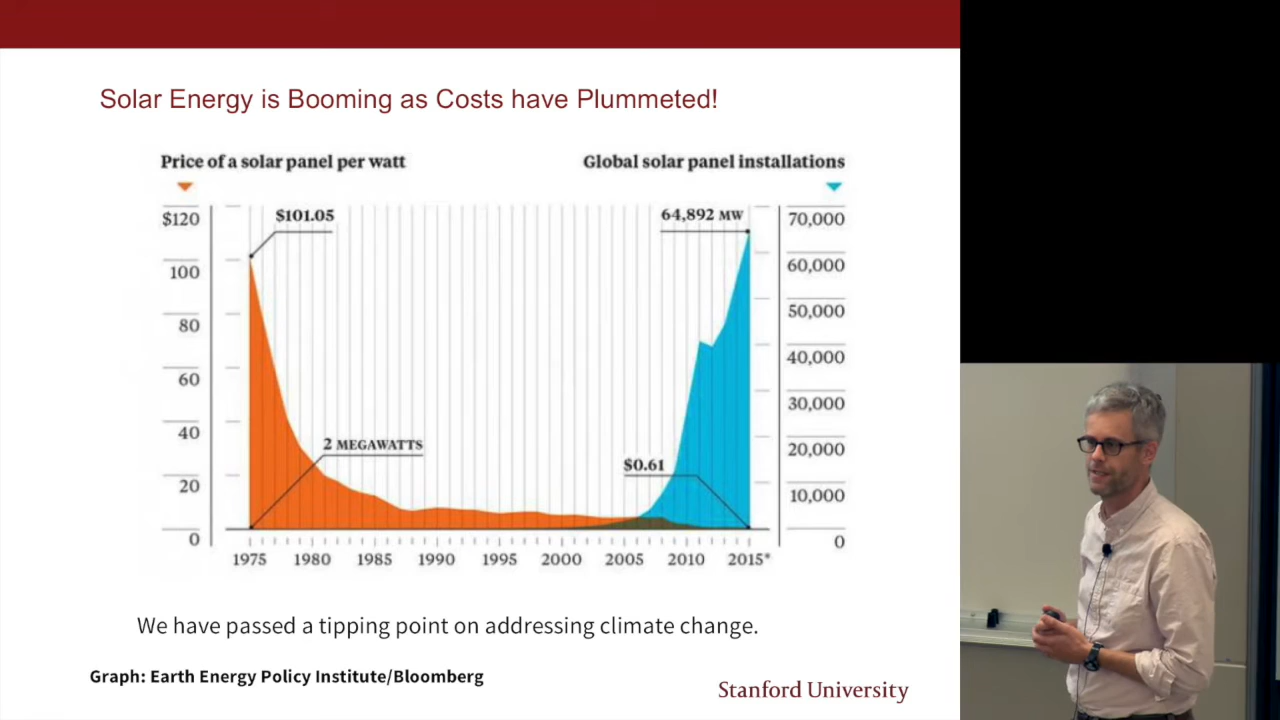 Solar Energy is Booming as Costs have Plummeted!
Price of a solar panel per watt
Global solar panel installations
$120
100
80
60
40
20
0
$101.05
2 MEGAWATTS
64,892 MW
$0.61
70,000
60,000
50,000
40,000
30,000
20,000
10,000
0
1975 1980 1985 1990 1995 2000 2005 2010 2015*
We have passed a tipping point on addressing climate change.
Graph: Earth Energy Policy Institute/Bloomberg
Stanford University